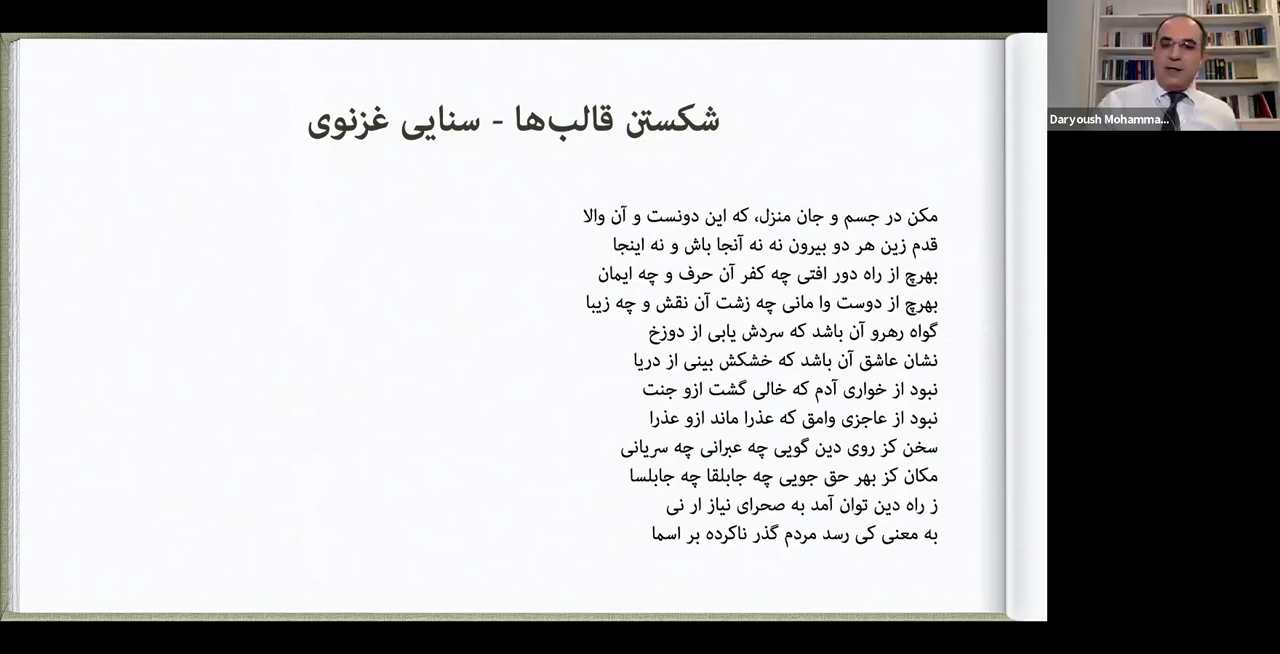 شکستن قالب‌ها - سنایی غزنوی
مکن در جسم و جان منزل، که این دونست و آن والا
قدم زین هر دو بیرون نه نه آنجا باش و نه اینجا
بهرچ از راه دور افتی چه کفر آن حرف و چه ایمان
بهرچ از دوست وا مانی چه زشت آن نقش و چه زیبا
گواه رهرو آن باشد که سردش یابی از دوزخ
نشان عاشق آن باشد که خشکش بینی از دریا
نبود از خواری آدم که خالی گشت ازو جنت
نبود از عاجزی وامق که عذرا ماند ازو عذرا
سخن کز روی دین گویی چه عبرانی چه سریانی
مکان کز بهر حق جویی چه جابلقا چه جابلسا
ز راه دین توان آمد به صحرای نیاز ار نی
به معنی کی رسد مردم گذر ناکرده بر اسما
Daryoush Mohamma...